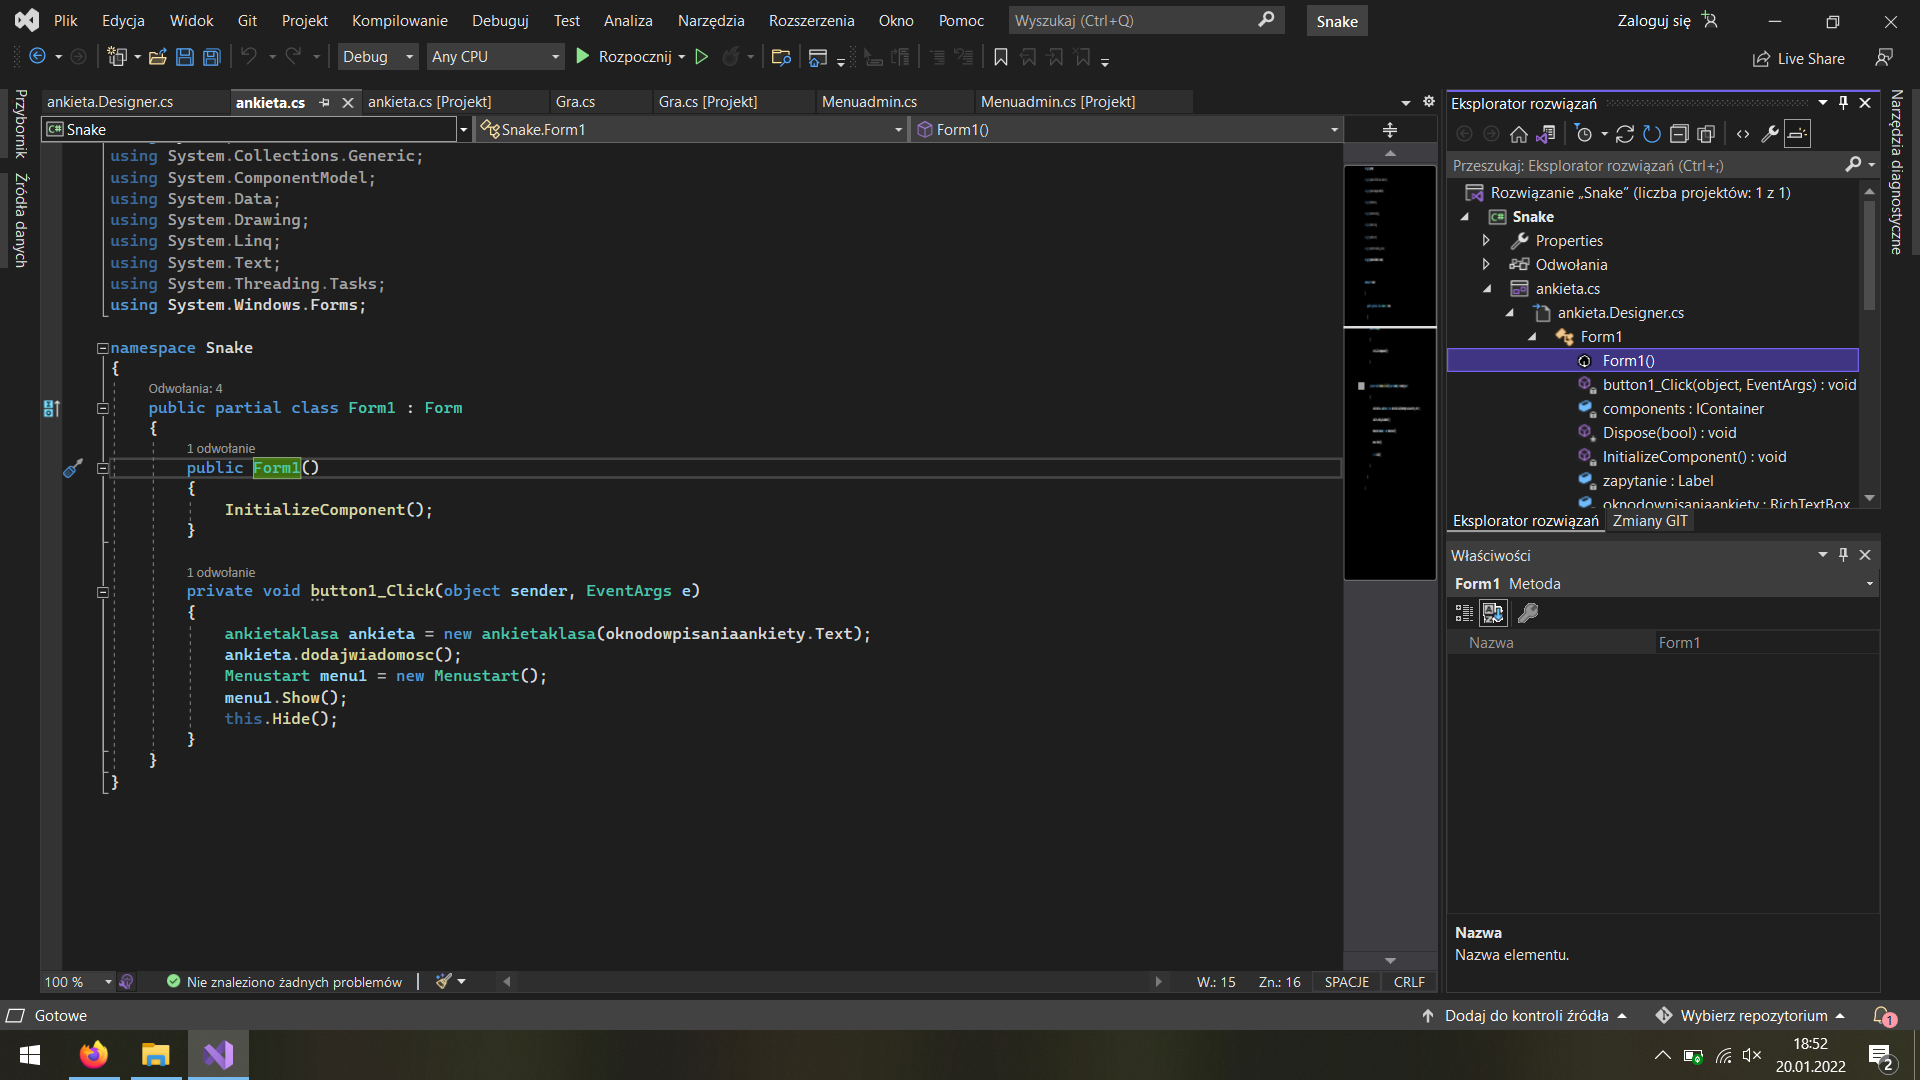 Plik Edycja Widok Git Projekt Kompilowanie Debuguj Test Analiza Narzędzia Rozszerzenia Okno Pomoc Wyszukaj (Ctrl+Q) Snake Zaloguj się
Debug Any CPU Rozpocznij Live Share
Przybornik
Źródła danych
ankieta.Designer.cs ankieta.cs ankieta.cs [Projekt] Gra.cs Gra.cs [Projekt] Menuadmin.cs Menuadmin.cs [Projekt]
C# Snake Snake.Form1 Form1()
using System.Collections.Generic;
using System.ComponentModel;
using System.Data;
using System.Drawing;
using System.Linq;
using System.Text;
using System.Threading.Tasks;
using System.Windows.Forms;
namespace Snake
{
Odwołania: 4
public partial class Form1 : Form
{
1 odwołanie
public Form1()
{
InitializeComponent();
}
1 odwołanie
private void button1_Click(object sender, EventArgs e)
{
ankietaklasa ankieta = new ankietaklasa(oknodowpisaniaankiety.Text);
ankieta.dodajwiadomosc();
Menustart menu1 = new Menustart();
menu1.Show();
this.Hide();
}
}
}
100 % Nie znaleziono żadnych problemów W.: 15 Zn.: 16 SPACJE CRLF
Eksplorator rozwiązań
Przeszukaj: Eksplorator rozwiązań (Ctrl+;)
Rozwiązanie „Snake” (liczba projektów: 1 z 1)
C# Snake
Properties
Odwołania
ankieta.cs
ankieta.Designer.cs
Form1
Form1()
button1_Click(object, EventArgs) : void
components : IContainer
Dispose(bool) : void
InitializeComponent() : void
zapytanie : Label
oknodowpisaniaankiety : RichTextBox
Eksplorator rozwiązań Zmiany GIT
Właściwości
Form1 Metoda
Nazwa Form1
Nazwa
Nazwa elementu.
Narzędzia diagnostyczne
Gotowe Dodaj do kontroli źródła Wybierz repozytorium 1
18:52
20.01.2022
2